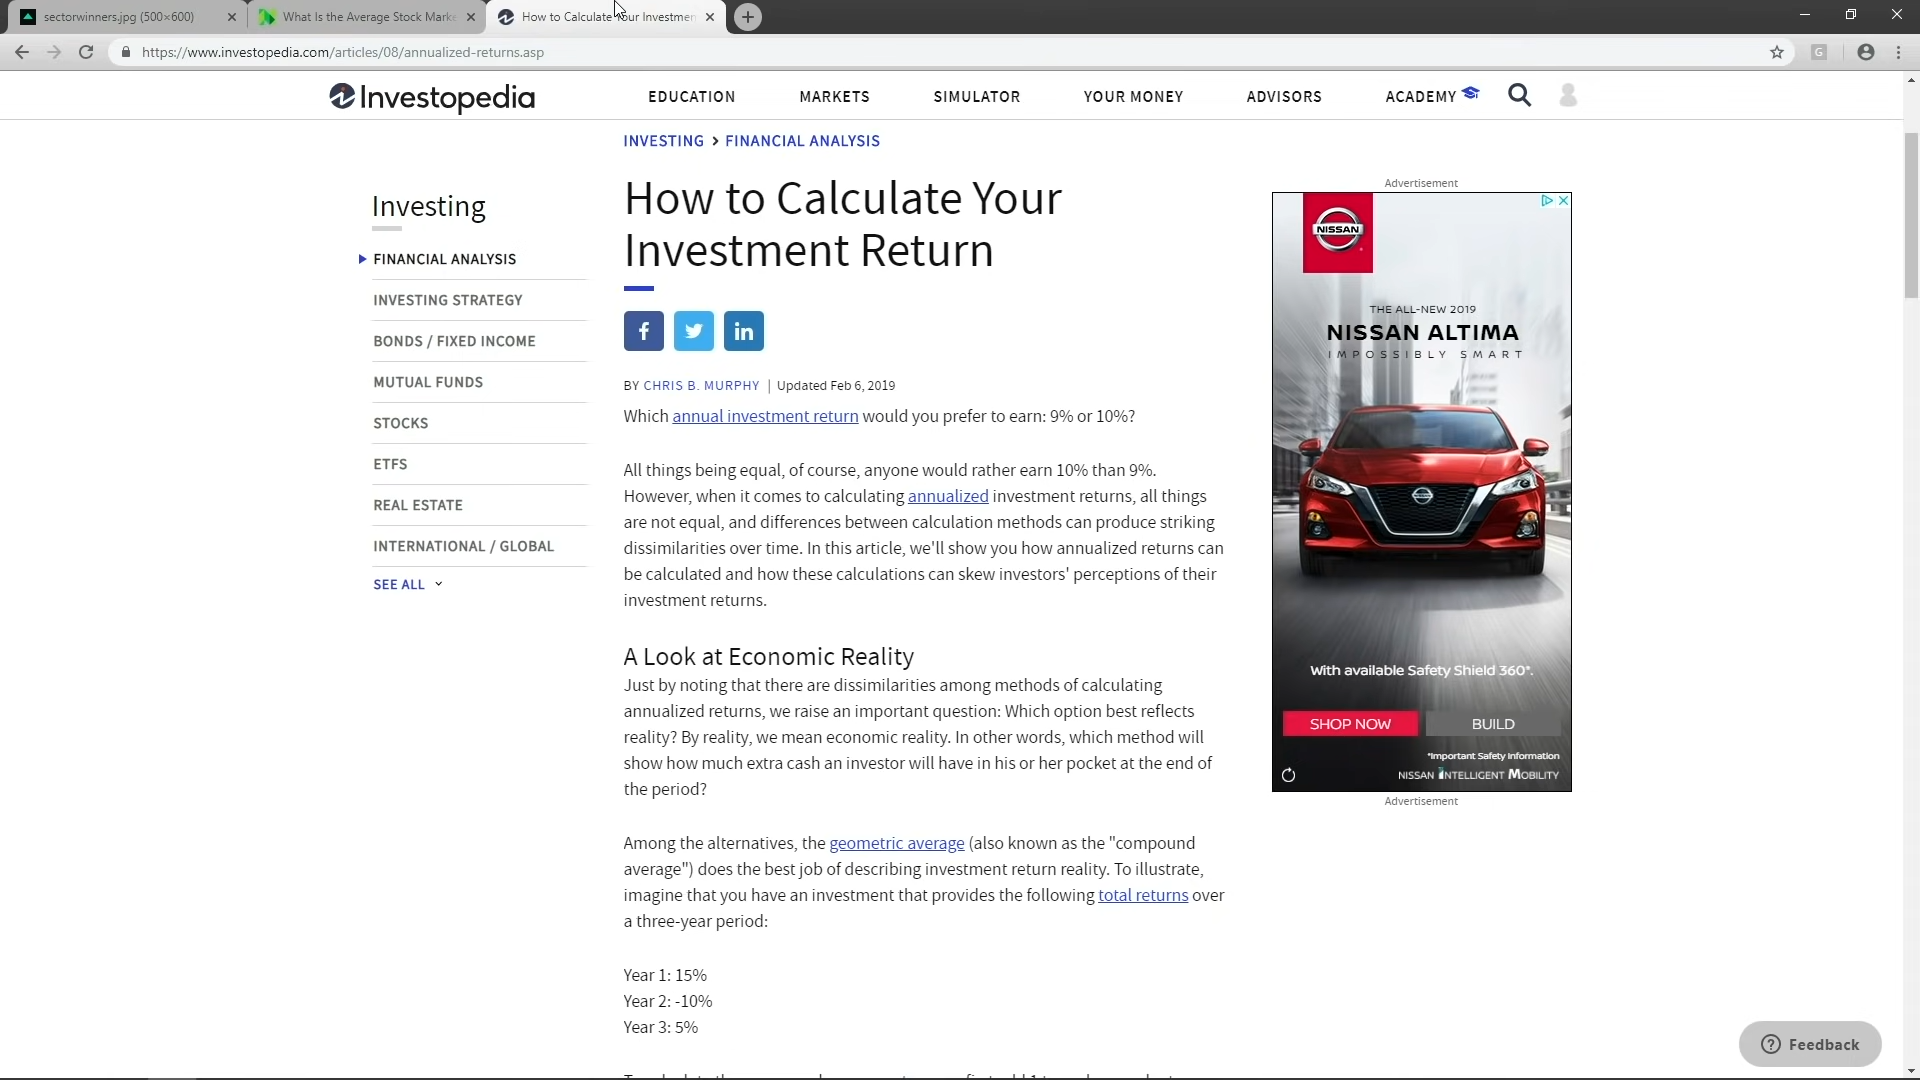 sectorwinners.jpg (500×600)
What Is the Average Stock Marke
How to Calculate Your Investmen
https://www.investopedia.com/articles/08/annualized-returns.asp
G
Investopedia
EDUCATION
MARKETS
SIMULATOR
YOUR MONEY
ADVISORS
ACADEMY
INVESTING > FINANCIAL ANALYSIS
Investing
FINANCIAL ANALYSIS
INVESTING STRATEGY
BONDS / FIXED INCOME
MUTUAL FUNDS
STOCKS
ETFS
REAL ESTATE
INTERNATIONAL / GLOBAL
SEE ALL
How to Calculate Your
Investment Return
f
in
BY CHRIS B. MURPHY | Updated Feb 6, 2019
Which annual investment return would you prefer to earn: 9% or 10%?
All things being equal, of course, anyone would rather earn 10% than 9%.
However, when it comes to calculating annualized investment returns, all things
are not equal, and differences between calculation methods can produce striking
dissimilarities over time. In this article, we'll show you how annualized returns can
be calculated and how these calculations can skew investors' perceptions of their
investment returns.
A Look at Economic Reality
Just by noting that there are dissimilarities among methods of calculating
annualized returns, we raise an important question: Which option best reflects
reality? By reality, we mean economic reality. In other words, which method will
show how much extra cash an investor will have in his or her pocket at the end of
the period?
Among the alternatives, the geometric average (also known as the "compound
average") does the best job of describing investment return reality. To illustrate,
imagine that you have an investment that provides the following total returns over
a three-year period:
Year 1: 15%
Year 2: -10%
Year 3: 5%
Advertisement
NISSAN
THE ALL-NEW 2019
NISSAN ALTIMA
IMPOSSIBLY SMART
With available Safety Shield 360*.
SHOP NOW
BUILD
*Important Safety Information
NISSAN INTELLIGENT MOBILITY
Advertisement
Feedback